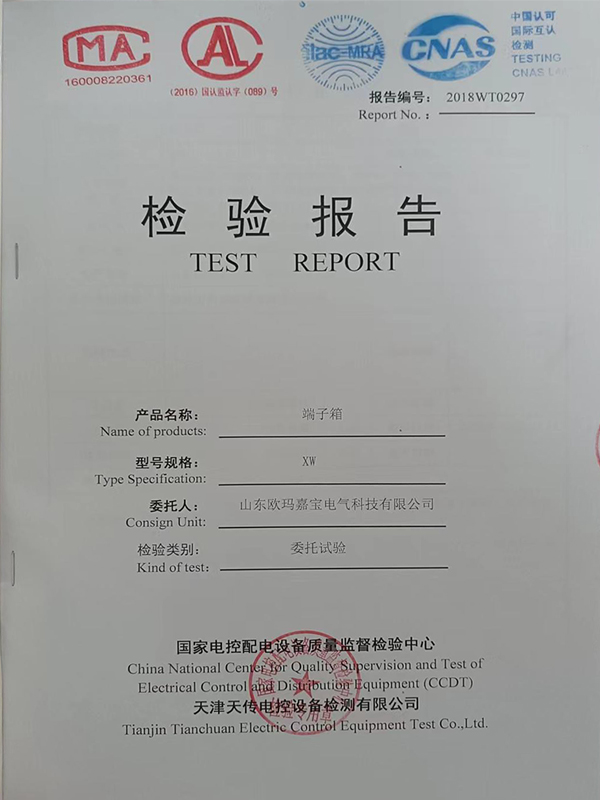 MA
160008220361
AL
(2016)国认监认字(089)号
ilac-MRA
CNAS
中国认可
国际互认
检测
TESTING
CNAS
报告编号： 2018WT0297
Report No. ：
检验报告
TEST REPORT
产品名称： 端子箱
Name of products:
型号规格： XW
Type Specification:
委托人： 山东欧玛嘉宝电气科技有限公司
Consign Unit:
检验类别： 委托试验
Kind of test:
国家电控配电设备质量监督检验中心
China National Center for Quality Supervision and Test of
Electrical Control and Distribution Equipment (CCDT)
天津天传电控设备检测有限公司
Tianjin Tianchuan Electric Control Equipment Test Co.,Ltd.